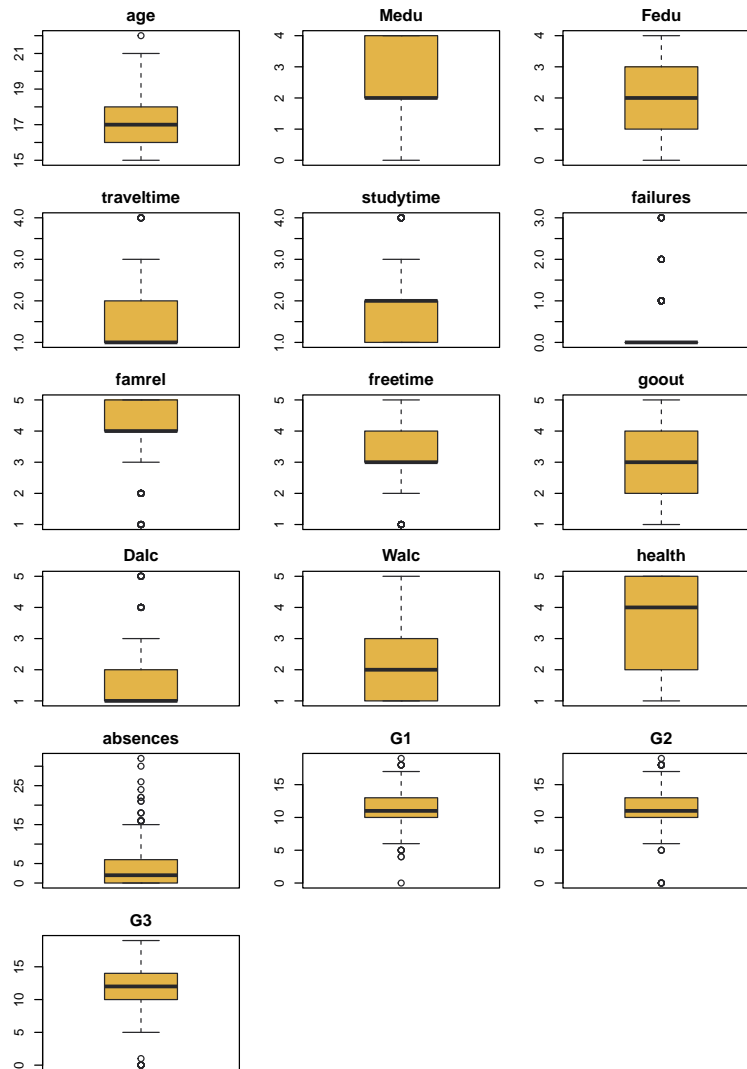 age
Medu
Fedu
15 17 19 21
0 1 2 3 4
0 1 2 3 4
traveltime
studytime
failures
1.0 2.0 3.0 4.0
1.0 2.0 3.0 4.0
0.0 1.0 2.0 3.0
famrel
freetime
goout
1 2 3 4 5
1 2 3 4 5
1 2 3 4 5
Dalc
Walc
health
1 2 3 4 5
1 2 3 4 5
1 2 3 4 5
absences
G1
G2
0 5 15 25
0 5 10 15
0 5 10 15
G3
0 5 10 15